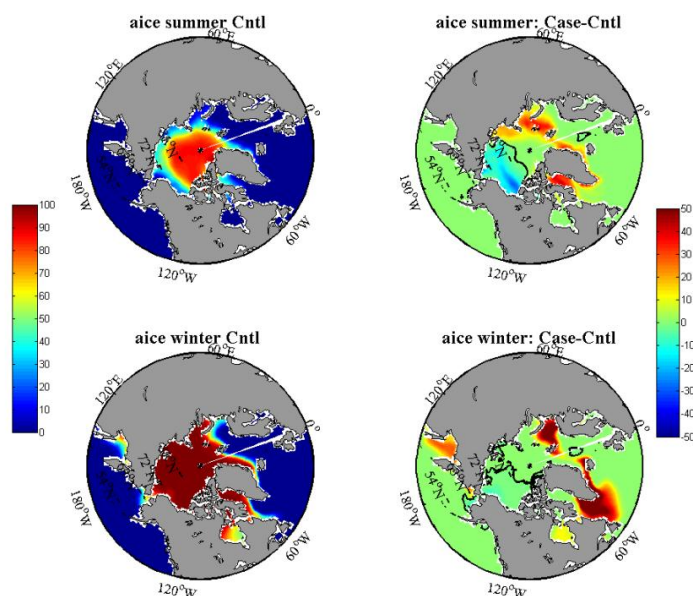 aice summer Cntl
60°E
120°E
0°
72°N
54°N
180°W
60°W
120°W
aice summer: Case-Cntl
60°E
120°E
0°
54°N
180°W
60°W
120°W
100
90
80
70
60
50
40
30
20
10
0
50
40
30
20
10
0
-10
-20
-30
-40
-50
aice winter Cntl
60°E
120°E
0°
72°N
54°N
180°W
60°W
120°W
aice winter: Case-Cntl
60°E
120°E
0°
72°N
54°N
180°W
60°W
120°W